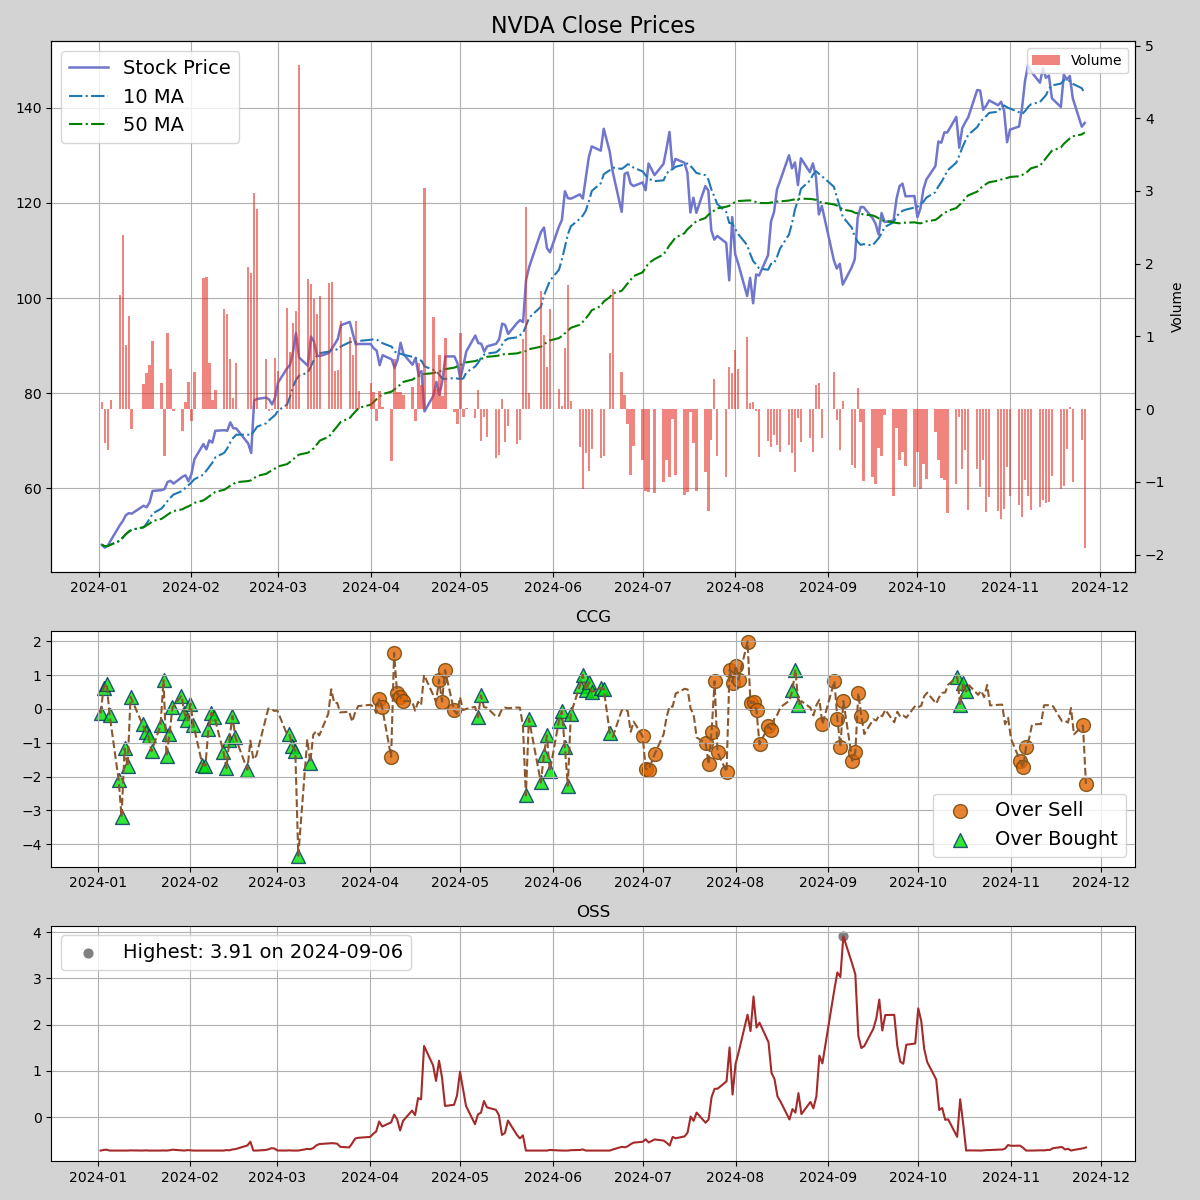 NVDA Close Prices
Stock Price
10 MA
50 MA
Volume
140
120
100
80
60
5
4
3
2
1
0
−1
−2
Volume
2024-01 2024-02 2024-03 2024-04 2024-05 2024-06 2024-07 2024-08 2024-09 2024-10 2024-11 2024-12
CCG
2
1
0
−1
−2
−3
−4
Over Sell
Over Bought
2024-01 2024-02 2024-03 2024-04 2024-05 2024-06 2024-07 2024-08 2024-09 2024-10 2024-11 2024-12
OSS
Highest: 3.91 on 2024-09-06
4
3
2
1
0
2024-01 2024-02 2024-03 2024-04 2024-05 2024-06 2024-07 2024-08 2024-09 2024-10 2024-11 2024-12